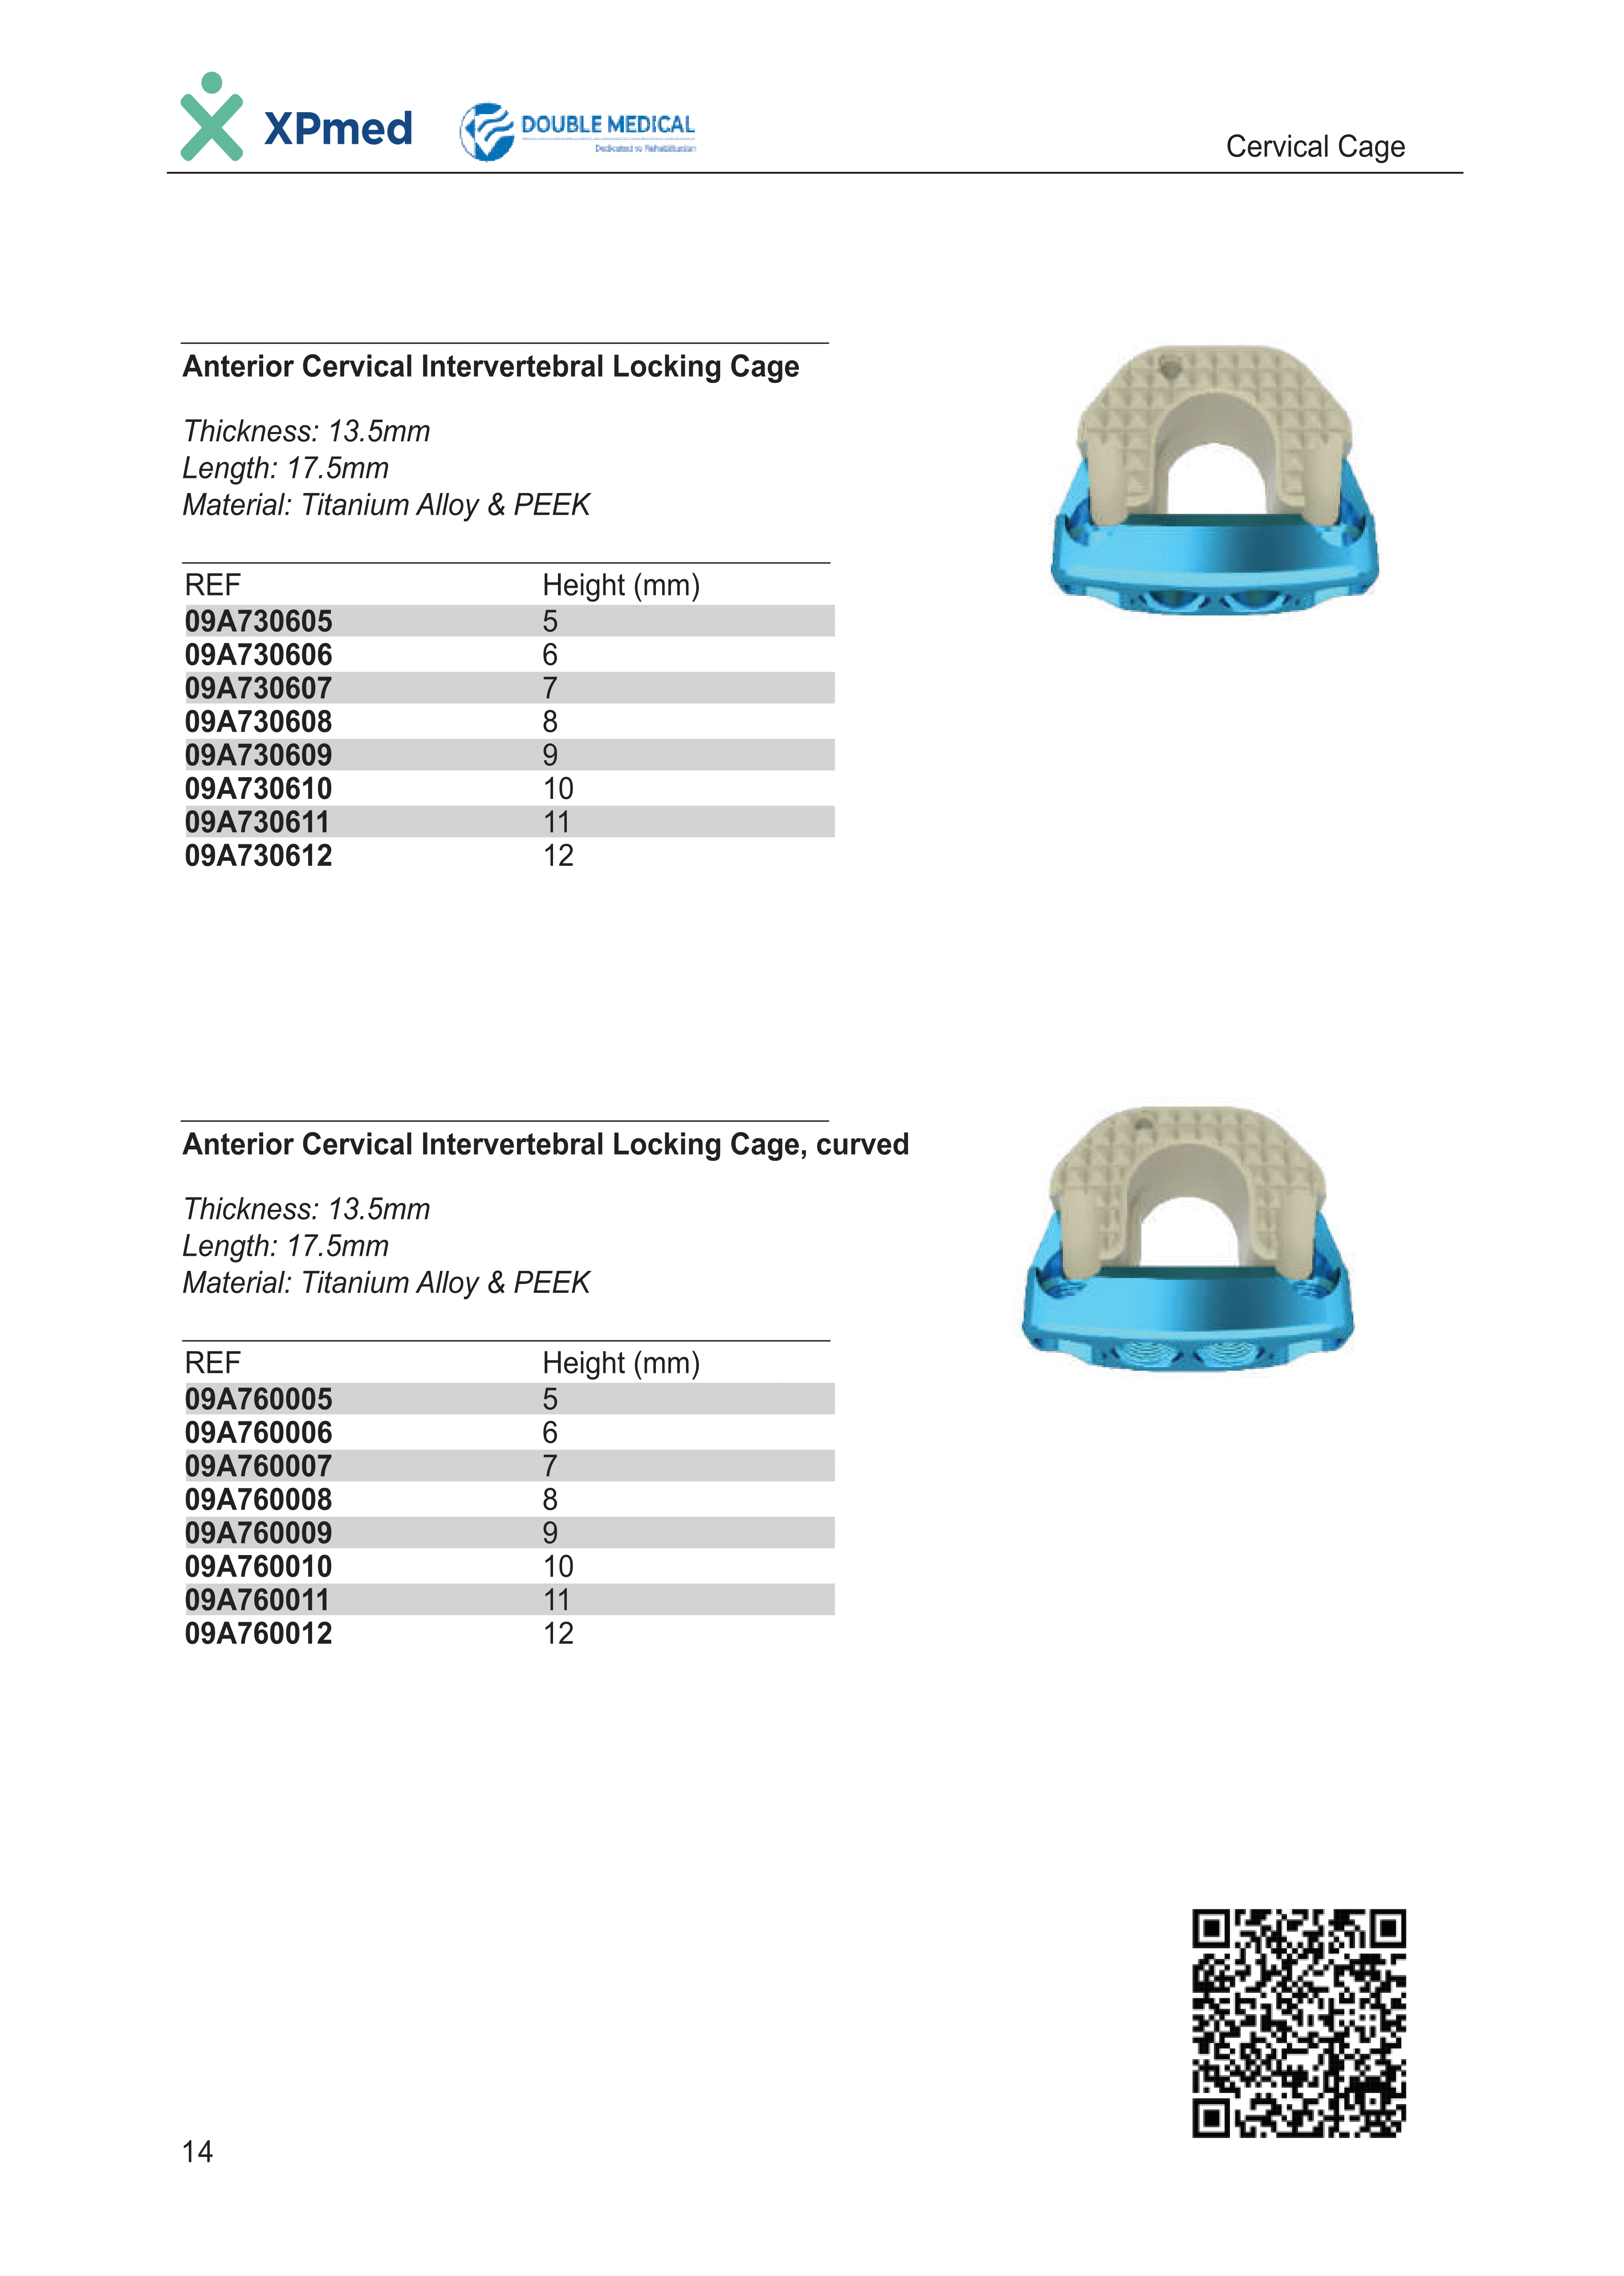 XPmed
DOUBLE MEDICAL
Dedicated to Rehabilitation
Cervical Cage
Anterior Cervical Intervertebral Locking Cage
Thickness: 13.5mm
Length: 17.5mm
Material: Titanium Alloy & PEEK
REF Height (mm)
09A730605 5
09A730606 6
09A730607 7
09A730608 8
09A730609 9
09A730610 10
09A730611 11
09A730612 12
Anterior Cervical Intervertebral Locking Cage, curved
Thickness: 13.5mm
Length: 17.5mm
Material: Titanium Alloy & PEEK
REF Height (mm)
09A760005 5
09A760006 6
09A760007 7
09A760008 8
09A760009 9
09A760010 10
09A760011 11
09A760012 12
14